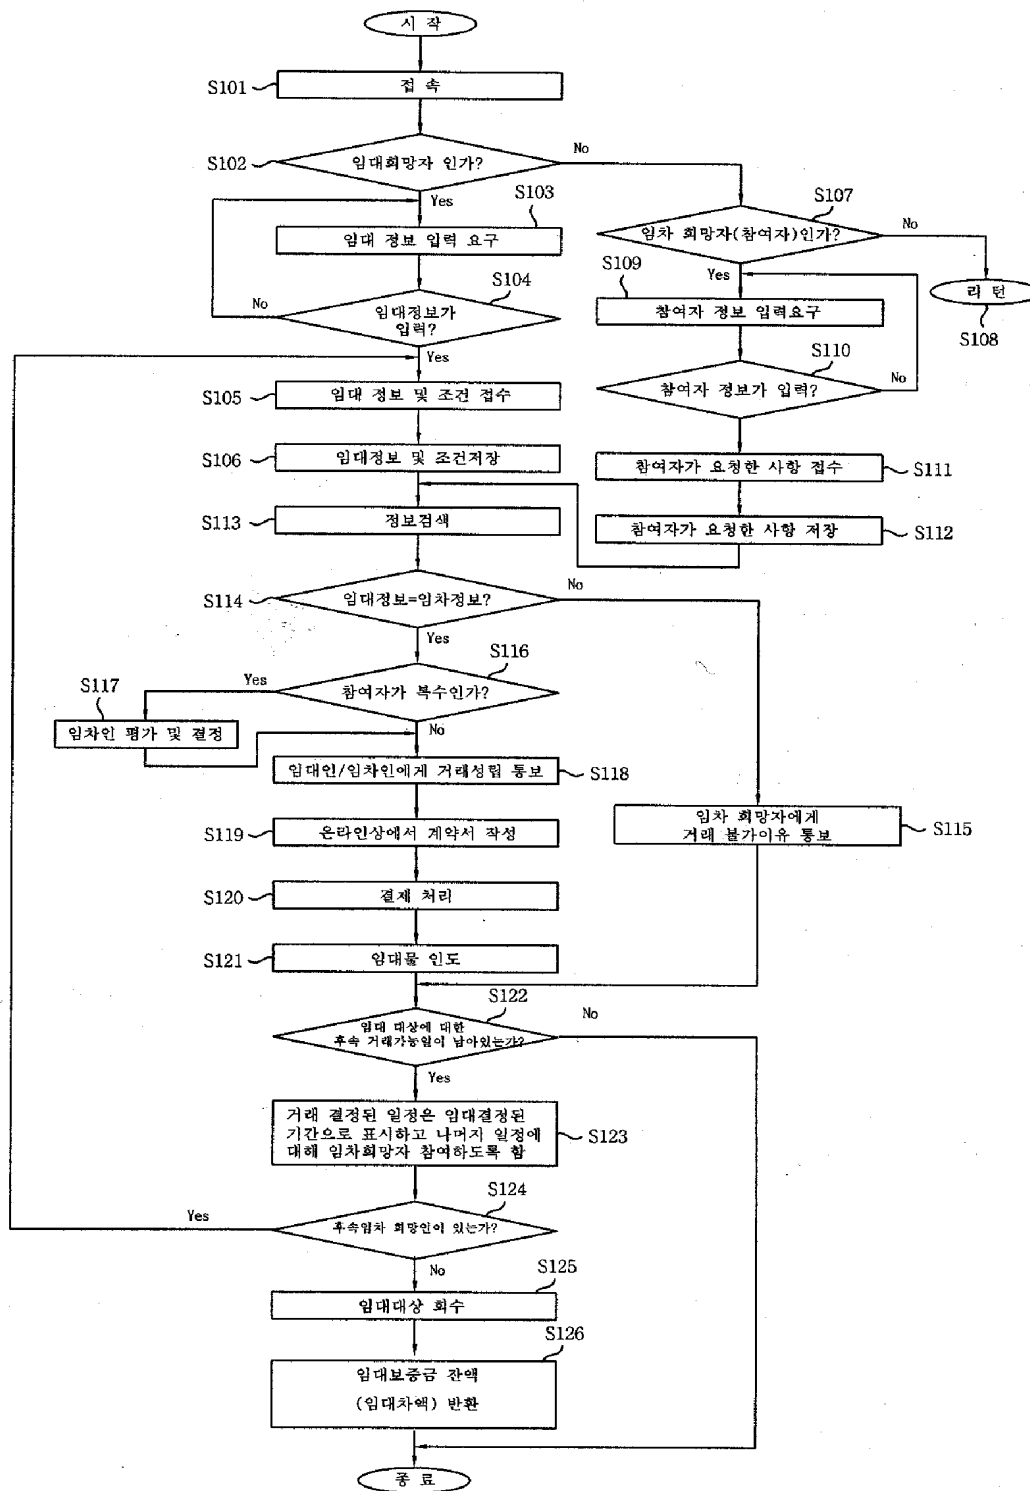 시 작
S101
접 속
S102
임대희망자 인가?
No
Yes
S103
임대 정보 입력 요구
S104
No
임대정보가
입력?
Yes
S107
임차 희망자(참여자)인가?
No
Yes
리 턴
S108
S109
참여자 정보 입력요구
S110
참여자 정보가 입력?
No
S105
임대 정보 및 조건 접수
S106
임대정보 및 조건저장
참여자가 요청한 사항 접수
S111
참여자가 요청한 사항 저장
S112
S113
정보검색
S114
임대정보=임차정보?
No
Yes
S116
참여자가 복수인가?
Yes
No
S117
임차인 평가 및 결정
임대인/임차인에게 거래성립 통보
S118
S119
온라인상에서 계약서 작성
임차 희망자에게
거래 불가이유 통보
S115
S120
결제 처리
S121
임대물 인도
S122
임대 대상에 대한
후속 거래가능일이 남아있는가?
No
Yes
거래 결정된 일정은 임대결정된
기간으로 표시하고 나머지 일정에
대해 임차희망자 참여하도록 함
S123
S124
후속임차 희망인이 있는가?
Yes
No
S125
임대대상 회수
S126
임대보증금 잔액
(임대차액) 반환
종 료